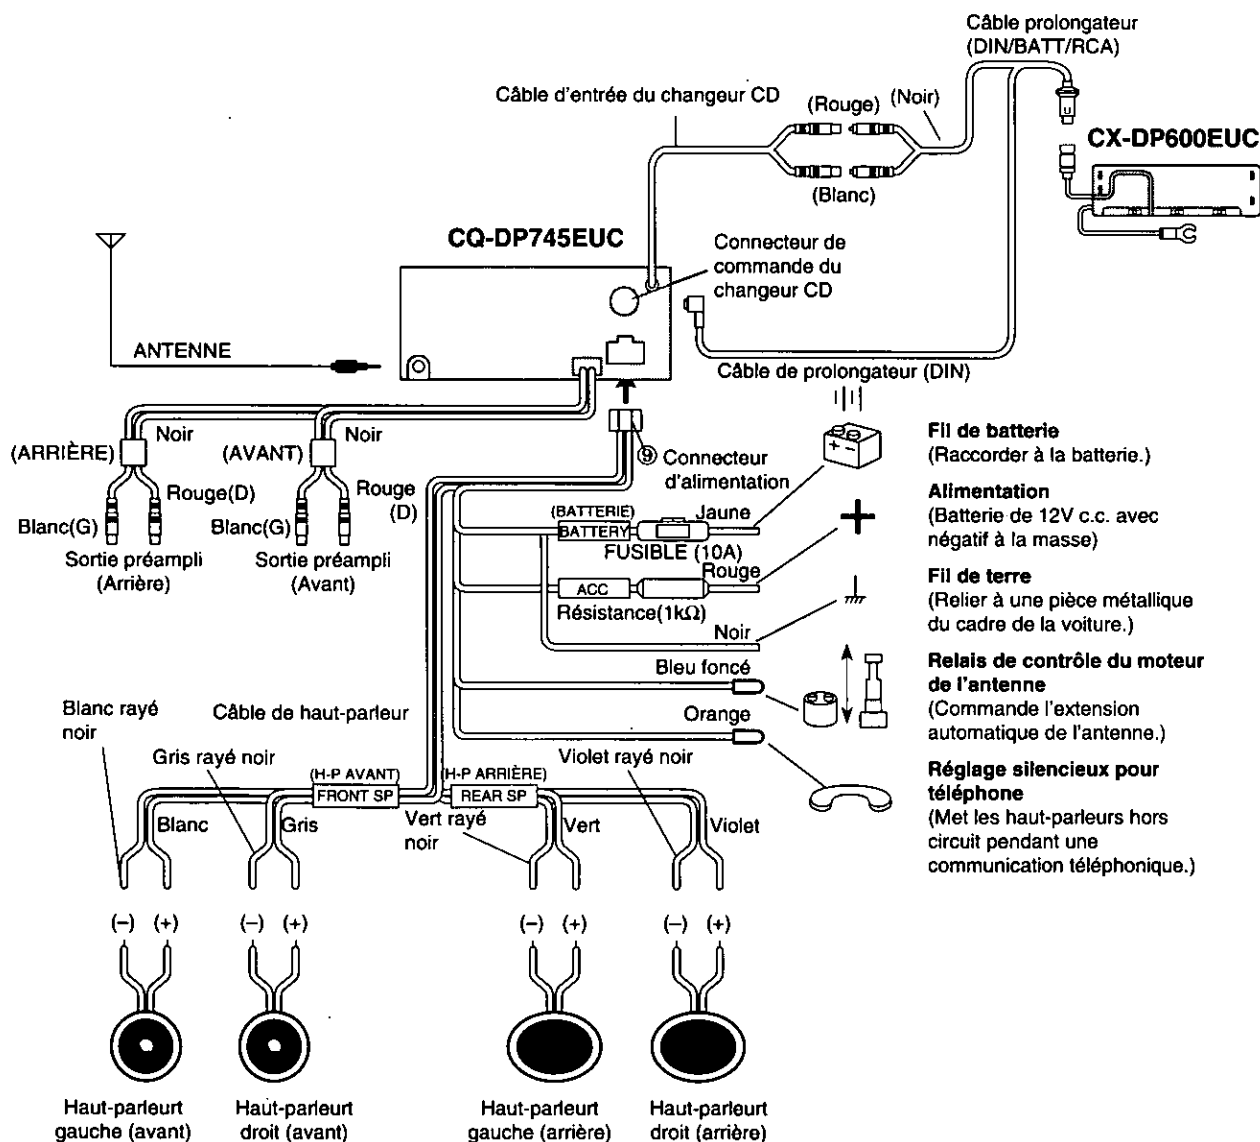 Câble prolongateur
(DIN/BATT/RCA)
Câble d'entrée du changeur CD
(Rouge)
(Noir)
CX-DP600EUC
(Blanc)
CQ-DP745EUC
Connecteur de
commande du
changeur CD
ANTENNE
Câble de prolongateur (DIN)
Noir
Noir
(ARRIÈRE)
(AVANT)
Rouge(D)
Rouge
(D)
Blanc(G)
Blanc(G)
Sortie préampli
(Arrière)
Sortie préampli
(Avant)
⑨ Connecteur
d'alimentation
+ −
(BATTERIE)
BATTERY
Jaune
FUSIBLE (10A)
Rouge
ACC
Résistance(1kΩ)
Noir
Bleu foncé
Orange
Fil de batterie
(Raccorder à la batterie.)
Alimentation
(Batterie de 12V c.c. avec
négatif à la masse)
Fil de terre
(Relier à une pièce métallique
du cadre de la voiture.)
Relais de contrôle du moteur
de l'antenne
(Commande l'extension
automatique de l'antenne.)
Réglage silencieux pour
téléphone
(Met les haut-parleurs hors
circuit pendant une
communication téléphonique.)
Blanc rayé
noir
Câble de haut-parleur
Gris rayé noir
(H-P AVANT)
FRONT SP
(H-P ARRIÈRE)
REAR SP
Violet rayé noir
Blanc
Gris
Vert rayé
noir
Vert
Violet
(−) (+)
(−) (+)
(−) (+)
(−) (+)
Haut-parleurt
gauche (avant)
Haut-parleurt
droit (avant)
Haut-parleurt
gauche (arrière)
Haut-parleurt
droit (arrière)